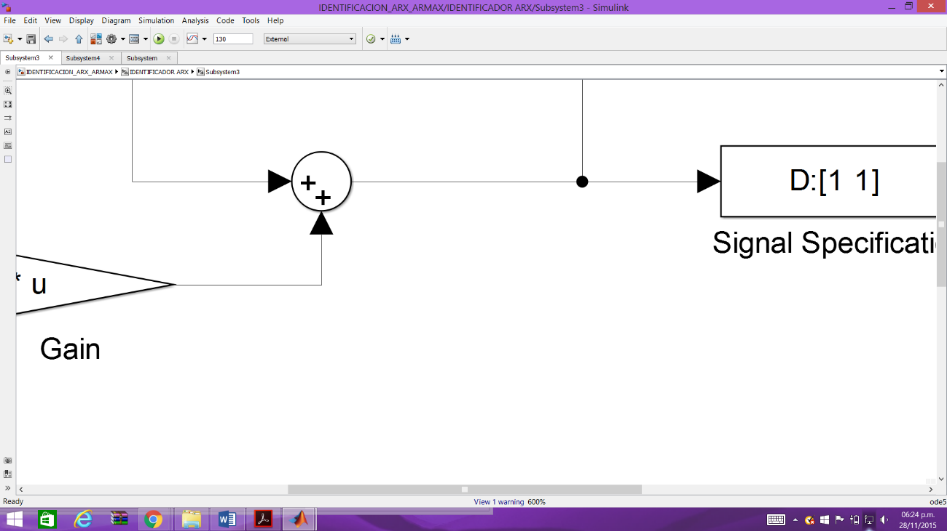 IDENTIFICACION_ARX_ARMAX/IDENTIFICADOR ARX/Subsystem3 - Simulink
File Edit View Display Diagram Simulation Analysis Code Tools Help
130 External
Subsystem3 Subsystem4 Subsystem
IDENTIFICACION_ARX_ARMAX IDENTIFICADOR ARX Subsystem3
+
+
D:[1 1]
Signal Specificati
* u
Gain
Ready View 1 warning 600% ode5
06:24 p.m.
28/11/2015